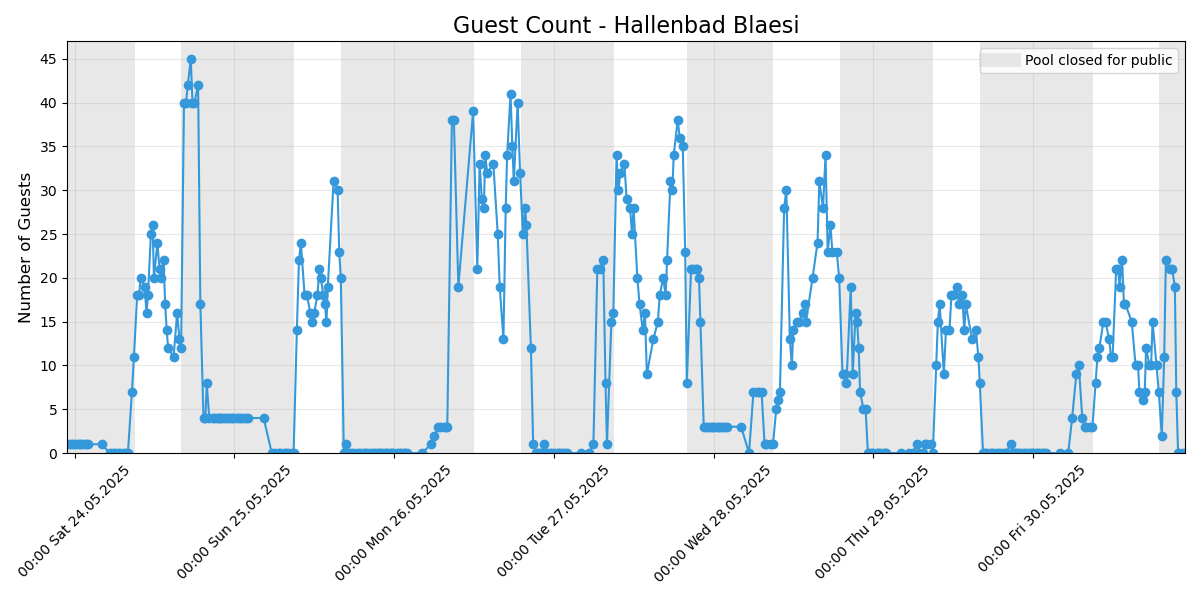 Guest Count - Hallenbad Blaesi
Pool closed for public
Number of Guests
45
40
35
30
25
20
15
10
5
0
00:00 Sat 24.05.2025
00:00 Sun 25.05.2025
00:00 Mon 26.05.2025
00:00 Tue 27.05.2025
00:00 Wed 28.05.2025
00:00 Thu 29.05.2025
00:00 Fri 30.05.2025